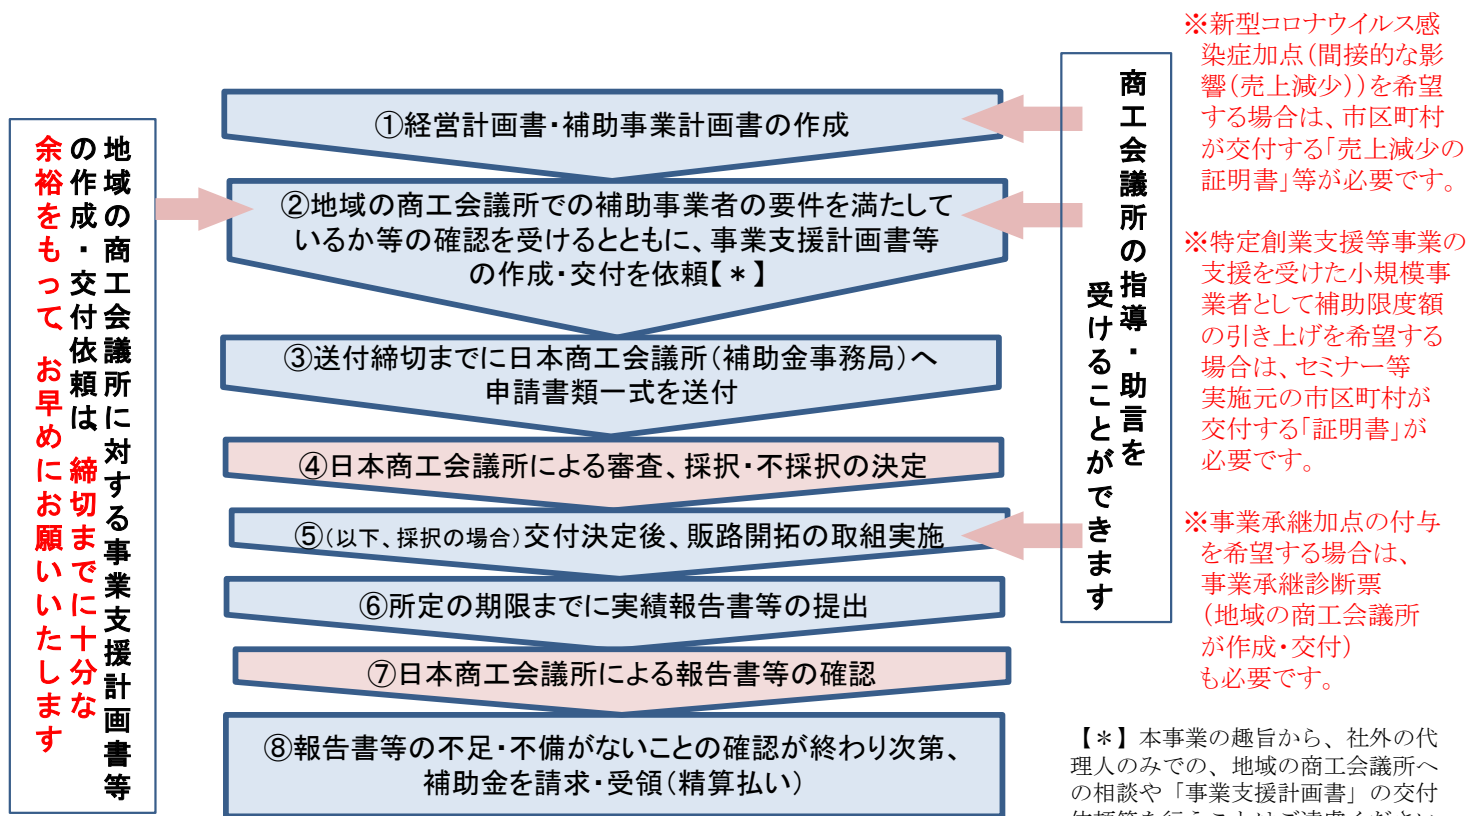 地域の商工会議所に対する事業支援計画書等
の作成・交付依頼は、締切までに十分な
余裕をもって、お早めにお願いいたします
①経営計画書・補助事業計画書の作成
②地域の商工会議所での補助事業者の要件を満たして
いるか等の確認を受けるとともに、事業支援計画書等
の作成・交付を依頼【＊】
③送付締切までに日本商工会議所（補助金事務局）へ
申請書類一式を送付
④日本商工会議所による審査、採択・不採択の決定
⑤（以下、採択の場合）交付決定後、販路開拓の取組実施
⑥所定の期限までに実績報告書等の提出
⑦日本商工会議所による報告書等の確認
⑧報告書等の不足・不備がないことの確認が終わり次第、
補助金を請求・受領（精算払い）
商工会議所の指導・助言を
受けることができます
※新型コロナウイルス感
染症加点（間接的な影
響（売上減少））を希望
する場合は、市区町村
が交付する「売上減少の
証明書」等が必要です。
※特定創業支援等事業の
支援を受けた小規模事
業者として補助限度額
の引き上げを希望する
場合は、セミナー等
実施元の市区町村が
交付する「証明書」が
必要です。
※事業承継加点の付与
を希望する場合は、
事業承継診断票
（地域の商工会議所
が作成・交付）
も必要です。
【＊】本事業の趣旨から、社外の代
理人のみでの、地域の商工会議所へ
の相談や「事業支援計画書」の交付
依頼等を行うことはご遠慮ください